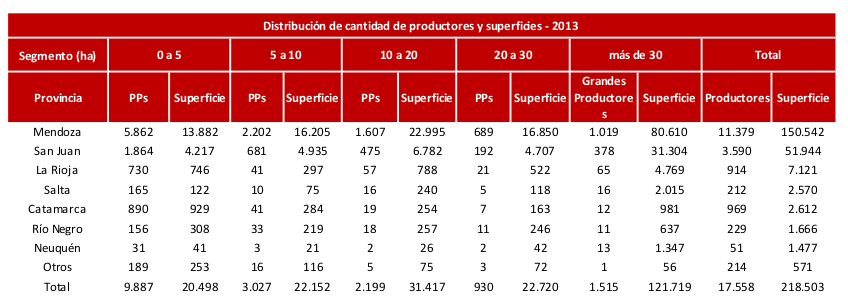 Distribución de cantidad de productores y superficies - 2013
Segmento (ha) 0 a 5 5 a 10 10 a 20 20 a 30 más de 30 Total
Provincia PPs Superficie PPs Superficie PPs Superficie PPs Superficie Grandes Productores Superficie Productores Superficie
Mendoza 5.862 13.882 2.202 16.205 1.607 22.995 689 16.850 1.019 80.610 11.379 150.542
San Juan 1.864 4.217 681 4.935 475 6.782 192 4.707 378 31.304 3.590 51.944
La Rioja 730 746 41 297 57 788 21 522 65 4.769 914 7.121
Salta 165 122 10 75 16 240 5 118 16 2.015 212 2.570
Catamarca 890 929 41 284 19 254 7 163 12 981 969 2.612
Río Negro 156 308 33 219 18 257 11 246 11 637 229 1.666
Neuquén 31 41 3 21 2 26 2 42 13 1.347 51 1.477
Otros 189 253 16 116 5 75 3 72 1 56 214 571
Total 9.887 20.498 3.027 22.152 2.199 31.417 930 22.720 1.515 121.719 17.558 218.503